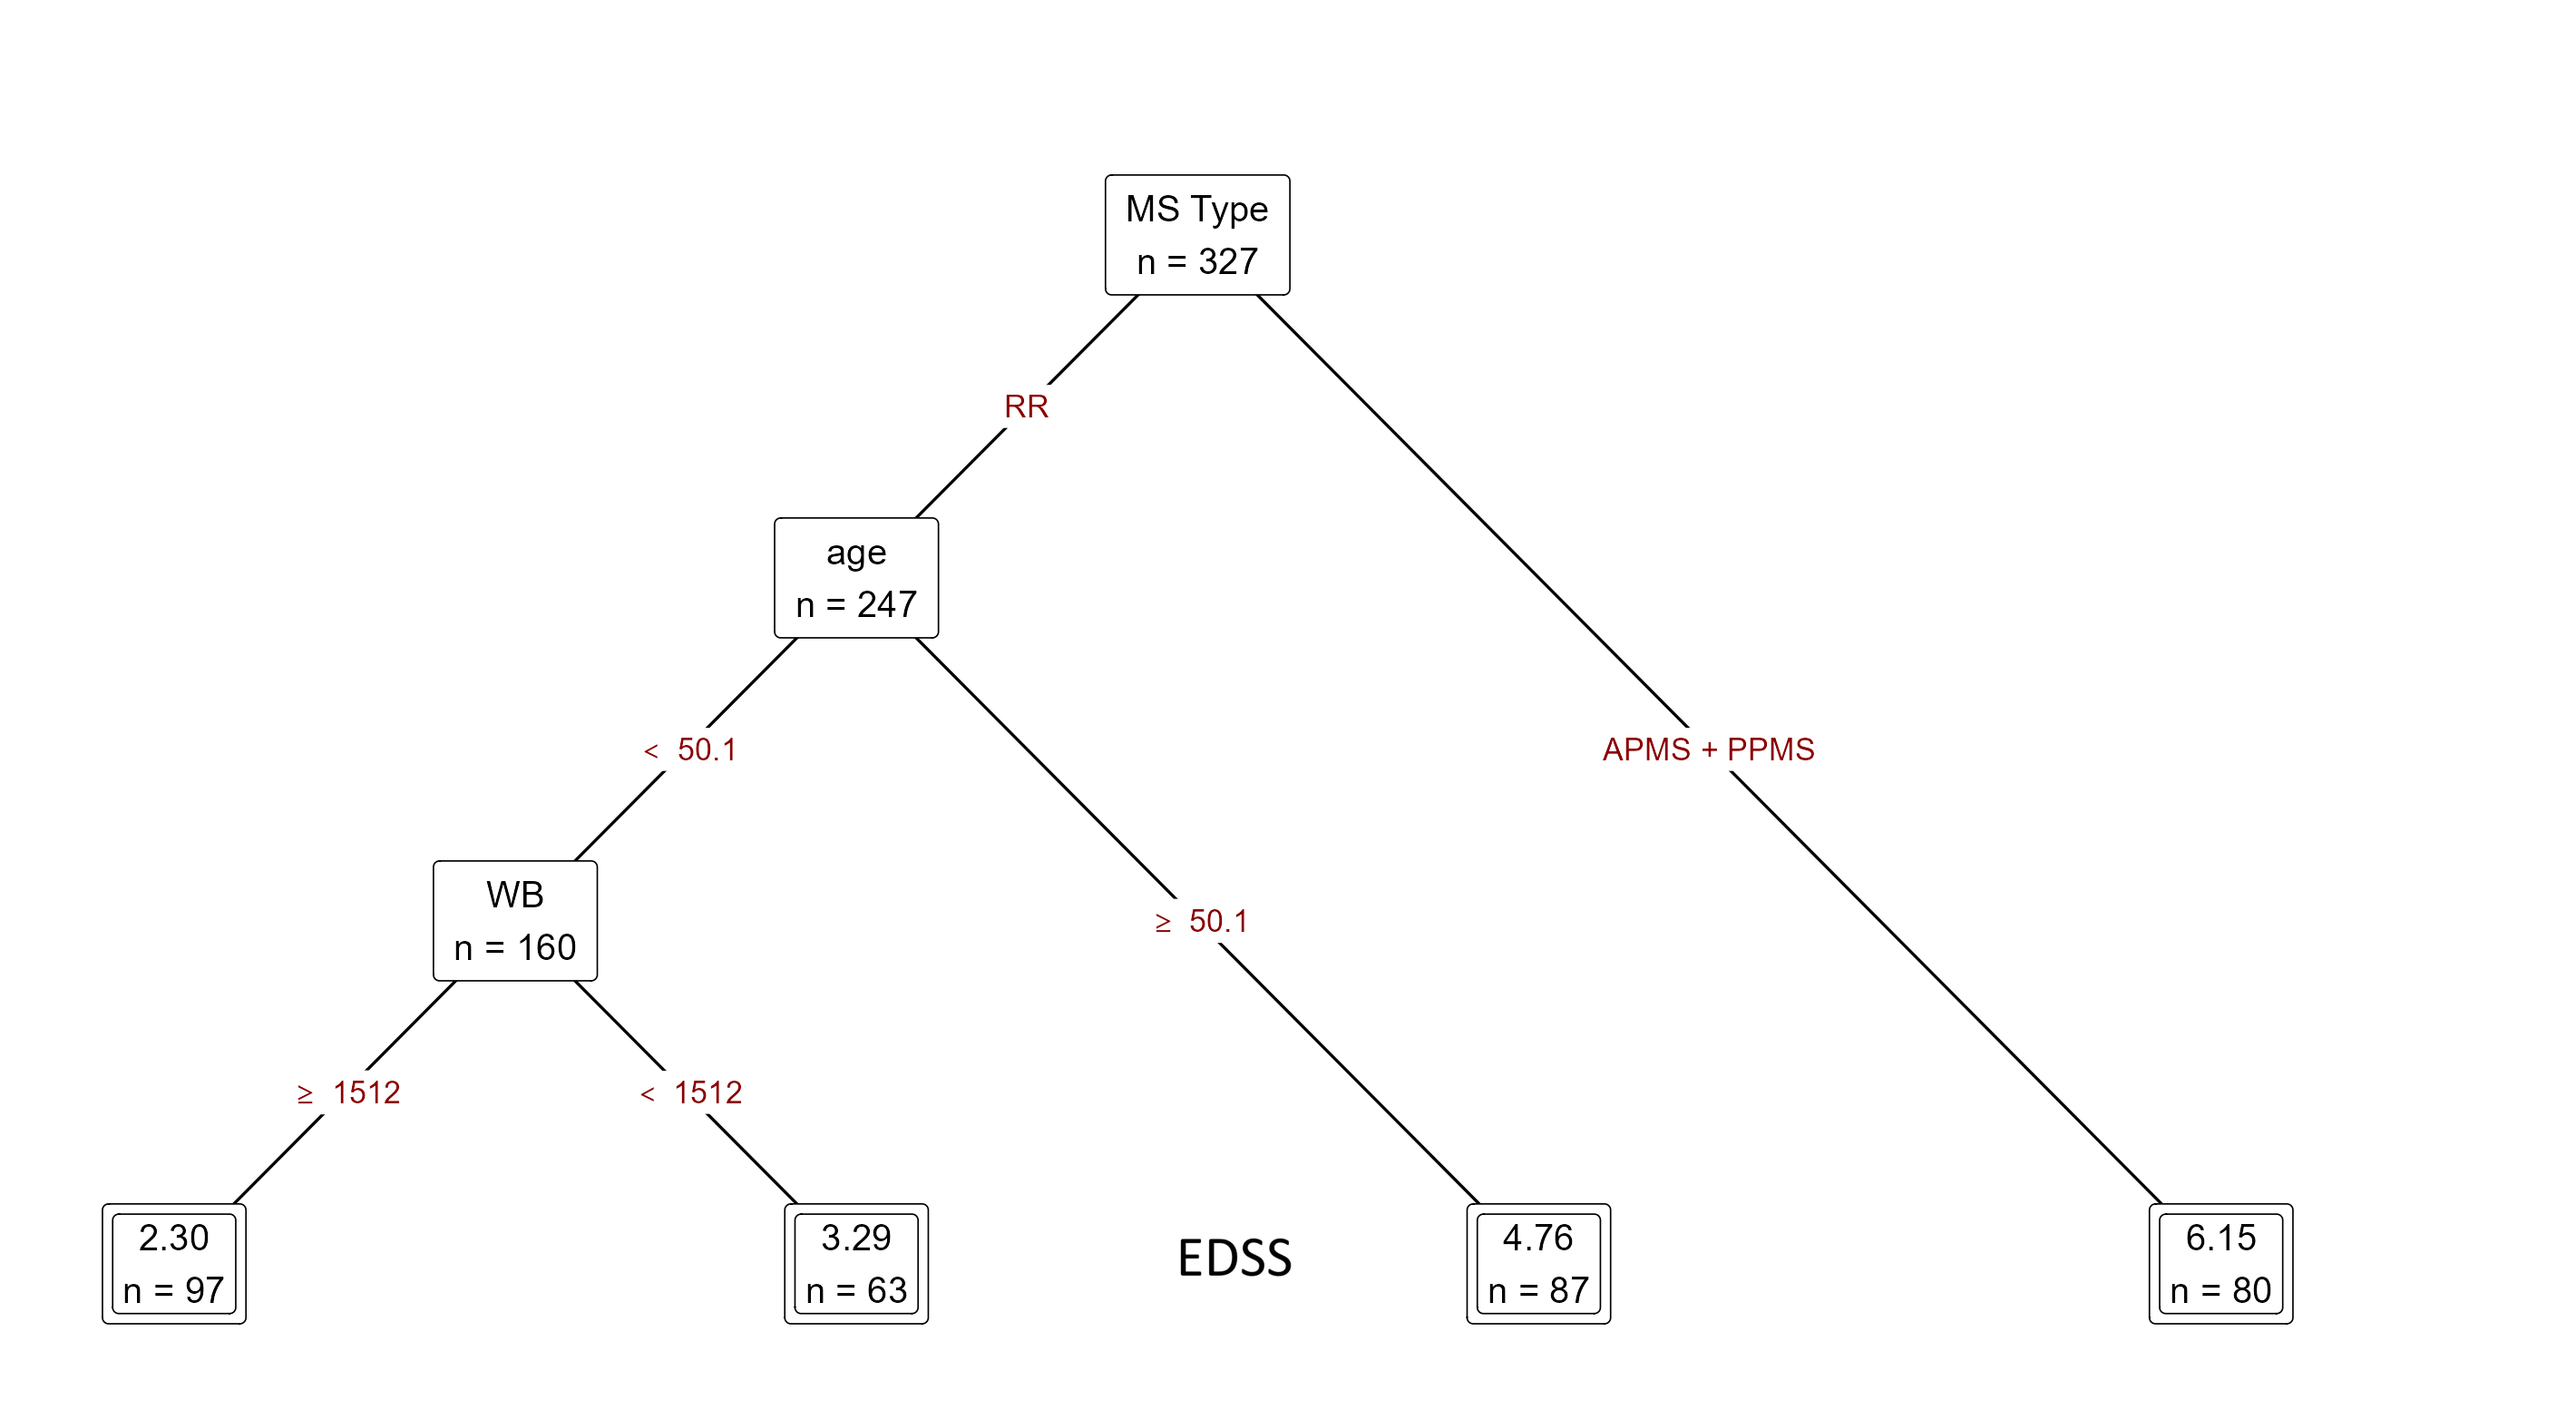 MS Type
n = 327
RR
age
n = 247
< 50.1
APMS + PPMS
WB
n = 160
≥ 50.1
≥ 1512
< 1512
2.30
n = 97
3.29
n = 63
EDSS
4.76
n = 87
6.15
n = 80